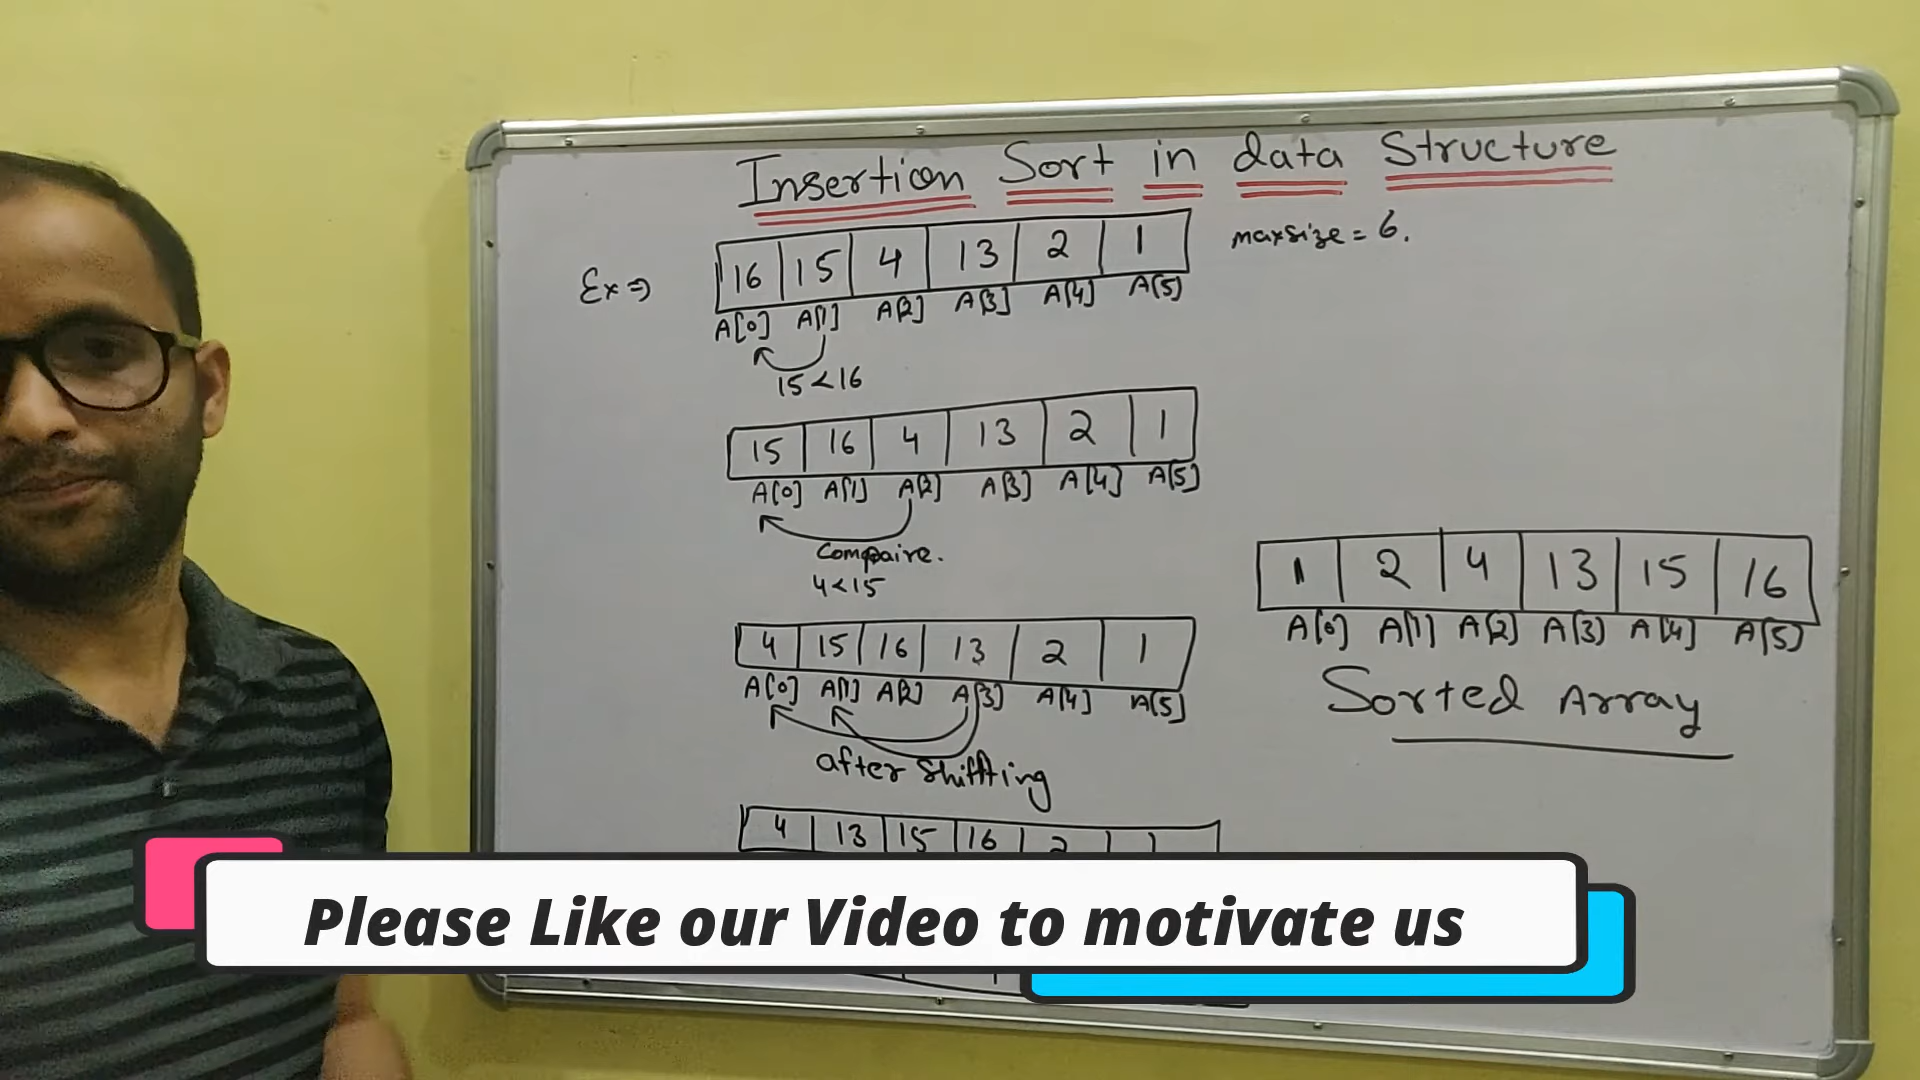 Insertion Sort in data Structure
maxsize = 6.
Ex ⇒ 16 15 4 13 2 1
A[0] A[1] A[2] A[3] A[4] A[5]
15 < 16
15 16 4 13 2 1
A[0] A[1] A[2] A[3] A[4] A[5]
Compaire.
4 < 15
4 15 16 13 2 1
A[0] A[1] A[2] A[3] A[4] A[5]
after Shiffting
4 13 15 16 2 1
1 2 4 13 15 16
A[0] A[1] A[2] A[3] A[4] A[5]
Sorted Array
Please Like our Video to motivate us